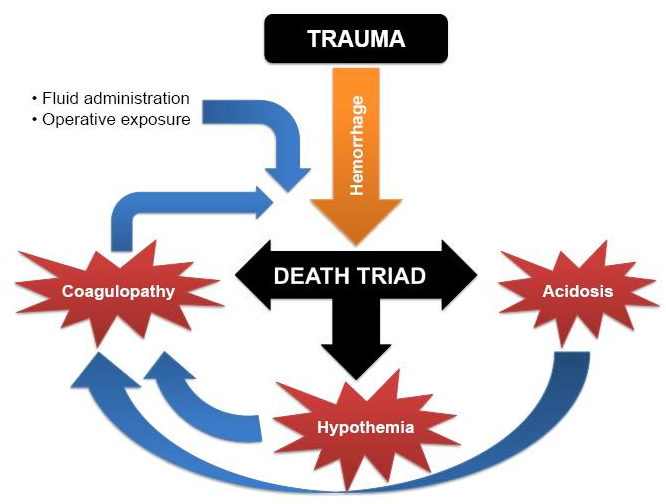 TRAUMA
• Fluid administration
• Operative exposure
Hemorrhage
DEATH TRIAD
Coagulopathy
Acidosis
Hypothemia